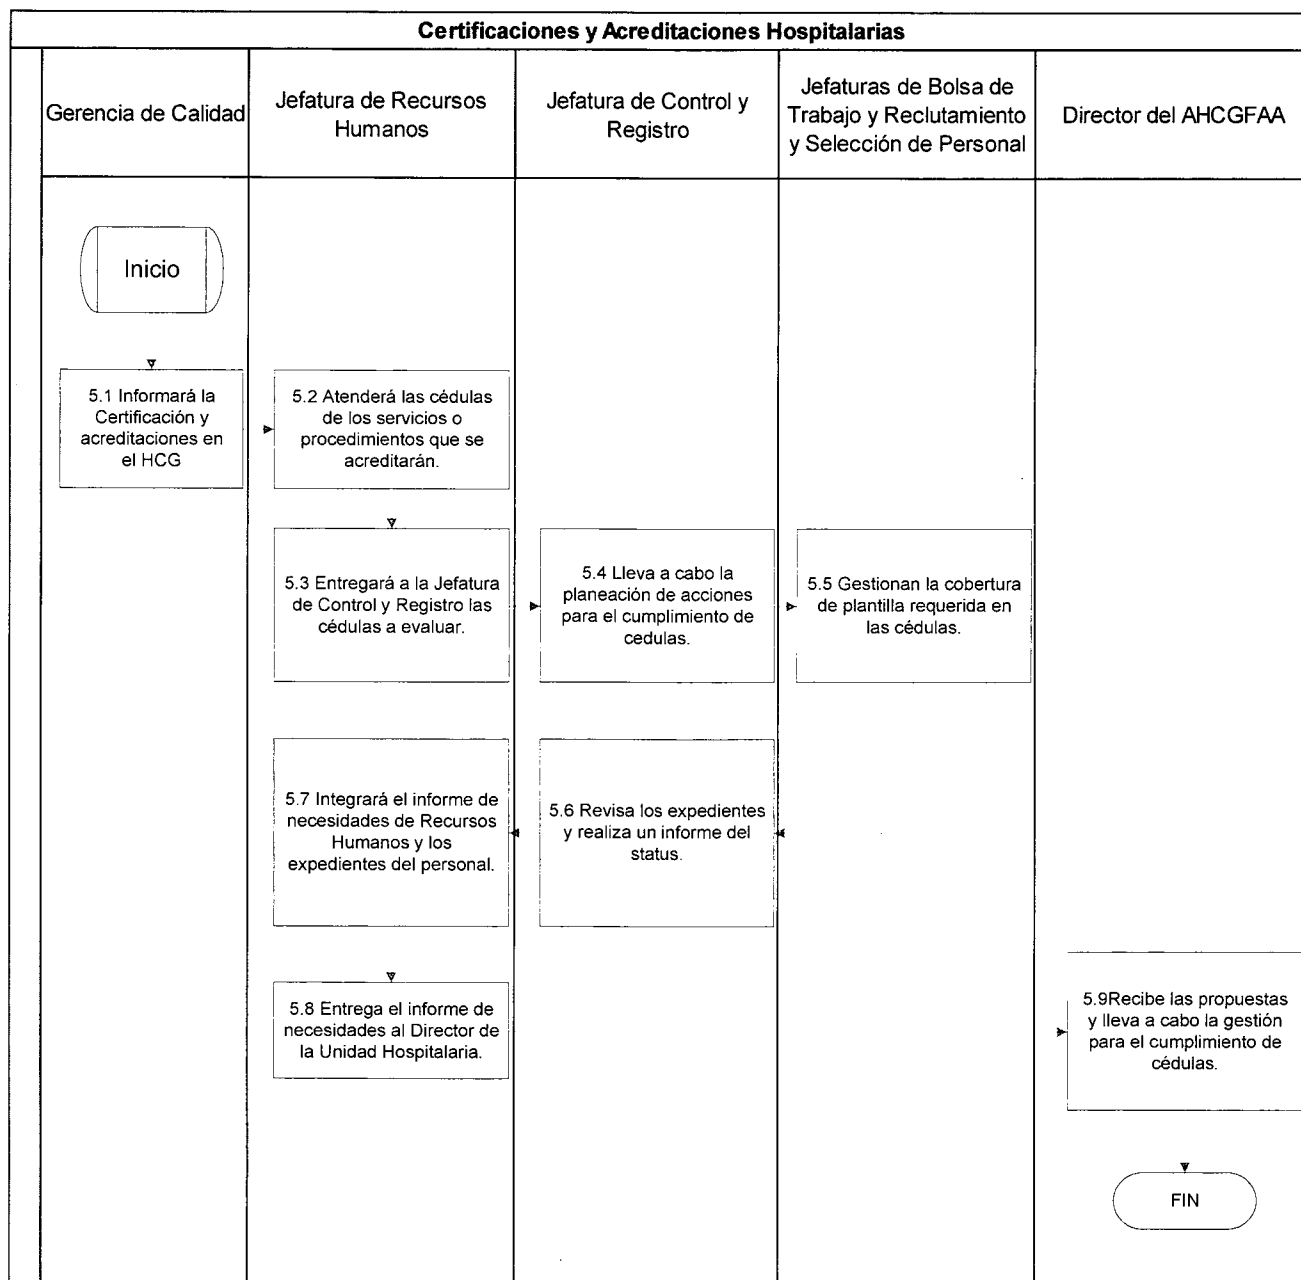 Certificaciones y Acreditaciones Hospitalarias
Gerencia de Calidad
Jefatura de Recursos
Humanos
Jefatura de Control y
Registro
Jefaturas de Bolsa de
Trabajo y Reclutamiento
y Selección de Personal
Director del AHCGFAA
Inicio
5.1 Informará la
Certificación y
acreditaciones en
el HCG
5.2 Atenderá las cédulas
de los servicios o
procedimientos que se
acreditarán.
5.3 Entregará a la Jefatura
de Control y Registro las
cédulas a evaluar.
5.4 Lleva a cabo la
planeación de acciones
para el cumplimiento de
cedulas.
5.5 Gestionan la cobertura
de plantilla requerida en
las cédulas.
5.7 Integrará el informe de
necesidades de Recursos
Humanos y los
expedientes del personal.
5.6 Revisa los expedientes
y realiza un informe del
status.
5.8 Entrega el informe de
necesidades al Director de
la Unidad Hospitalaria.
5.9Recibe las propuestas
y lleva a cabo la gestión
para el cumplimiento de
cédulas.
FIN